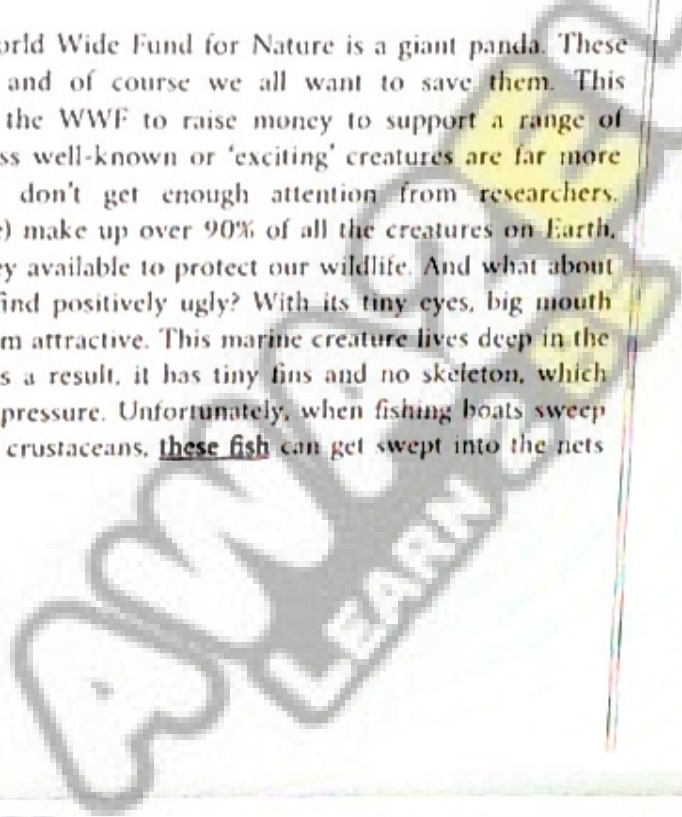 orld Wide Fund for Nature is a giant panda. These
and of course we all want to save them. This
the WWF to raise money to support a range of
ss well-known or 'exciting' creatures are far more
don't get enough attention from researchers.
e) make up over 90% of all the creatures on Earth,
ey available to protect our wildlife. And what about
find positively ugly? With its tiny eyes, big mouth
m attractive. This marine creature lives deep in the
s a result, it has tiny fins and no skeleton, which
pressure. Unfortunately, when fishing boats sweep
crustaceans, these fish can get swept into the nets
LEARN